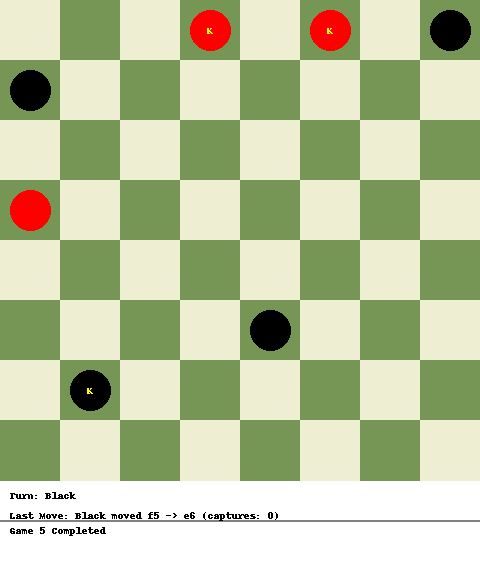 K K
K
Turn: Black
Last Move: Black moved f5 -> e6 (captures: 0)
Game 5 Completed